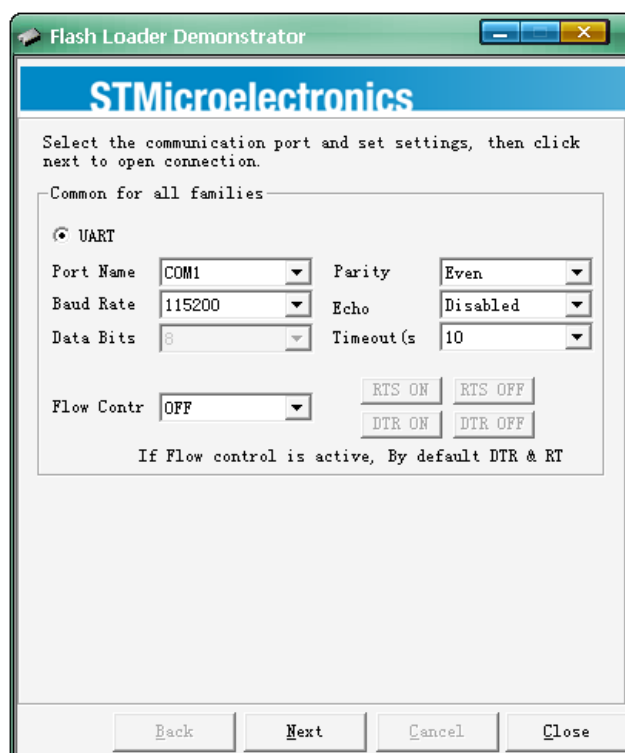 Flash Loader Demonstrator
STMicroelectronics
Select the communication port and set settings, then click
next to open connection.
Common for all families
UART
Port Name COM1 Parity Even
Baud Rate 115200 Echo Disabled
Data Bits 8 Timeout(s 10
RTS ON RTS OFF
Flow Contr OFF
DTR ON DTR OFF
If Flow control is active, By default DTR & RT
Back Next Cancel Close